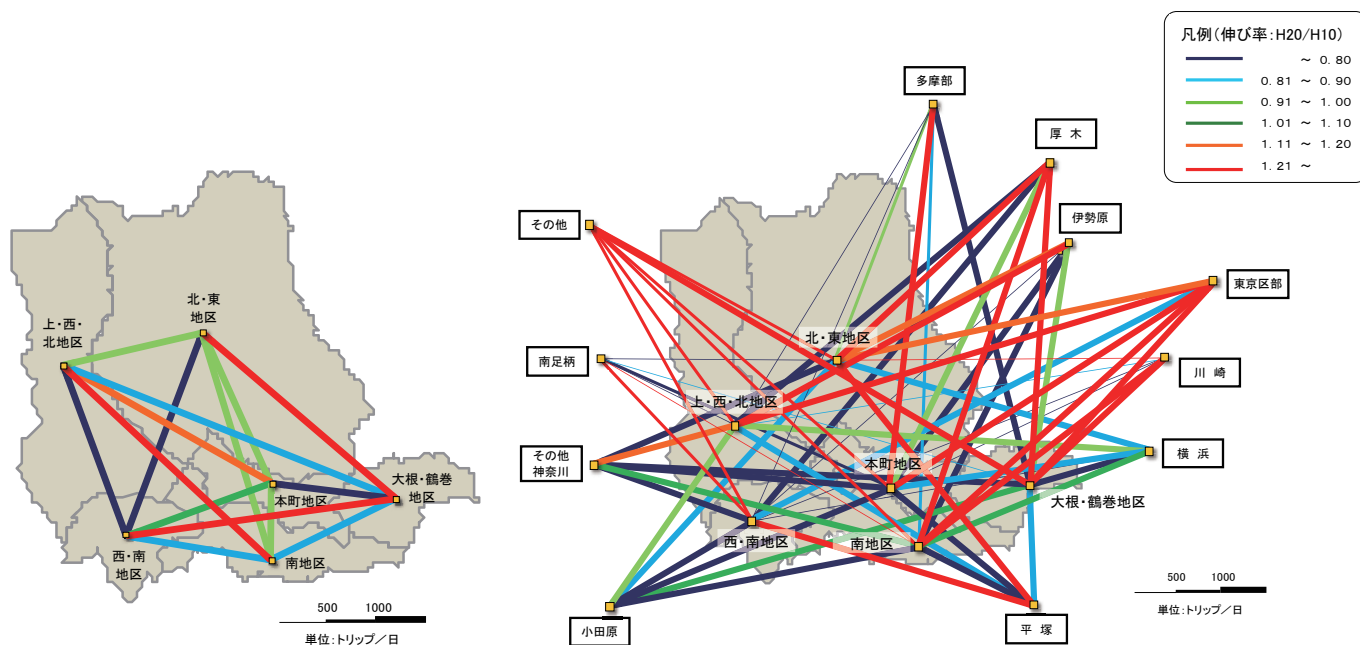 凡例(伸び率:H20/H10)
～ 0.80
0.81 ～ 0.90
0.91 ～ 1.00
1.01 ～ 1.10
1.11 ～ 1.20
1.21 ～
北・東
地区
上・西・
北地区
大根・鶴巻
地区
本町地区
西・南
地区
南地区
500 1000
単位:トリップ／日
多摩部
厚 木
伊勢原
その他
東京区部
北・東地区
南足柄
川 崎
上・西・北地区
その他
神奈川
本町地区
横 浜
大根・鶴巻地区
西・南地区
南地区
小田原
平 塚
500 1000
単位:トリップ／日